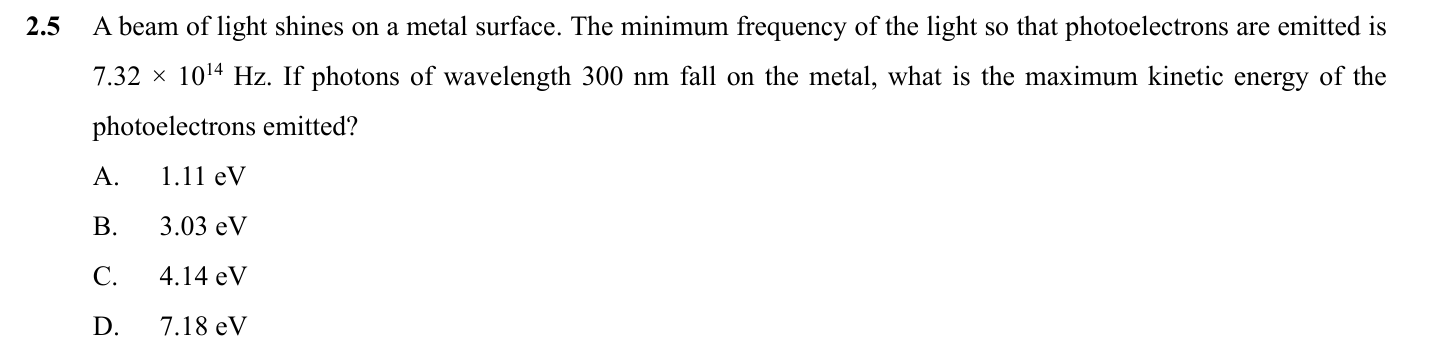 2.5 A beam of light shines on a metal surface. The minimum frequency of the light so that photoelectrons are emitted is
7.32 × 10¹⁴ Hz. If photons of wavelength 300 nm fall on the metal, what is the maximum kinetic energy of the
photoelectrons emitted?
A. 1.11 eV
B. 3.03 eV
C. 4.14 eV
D. 7.18 eV